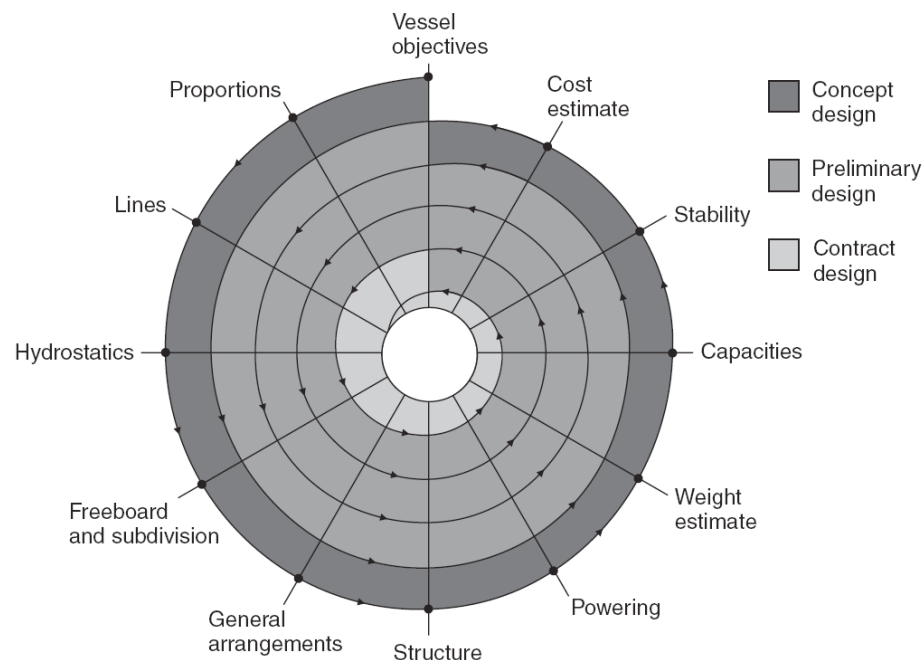 Vessel
objectives
Cost
estimate
Stability
Capacities
Weight
estimate
Powering
Structure
General
arrangements
Freeboard
and subdivision
Hydrostatics
Lines
Proportions
Concept
design
Preliminary
design
Contract
design